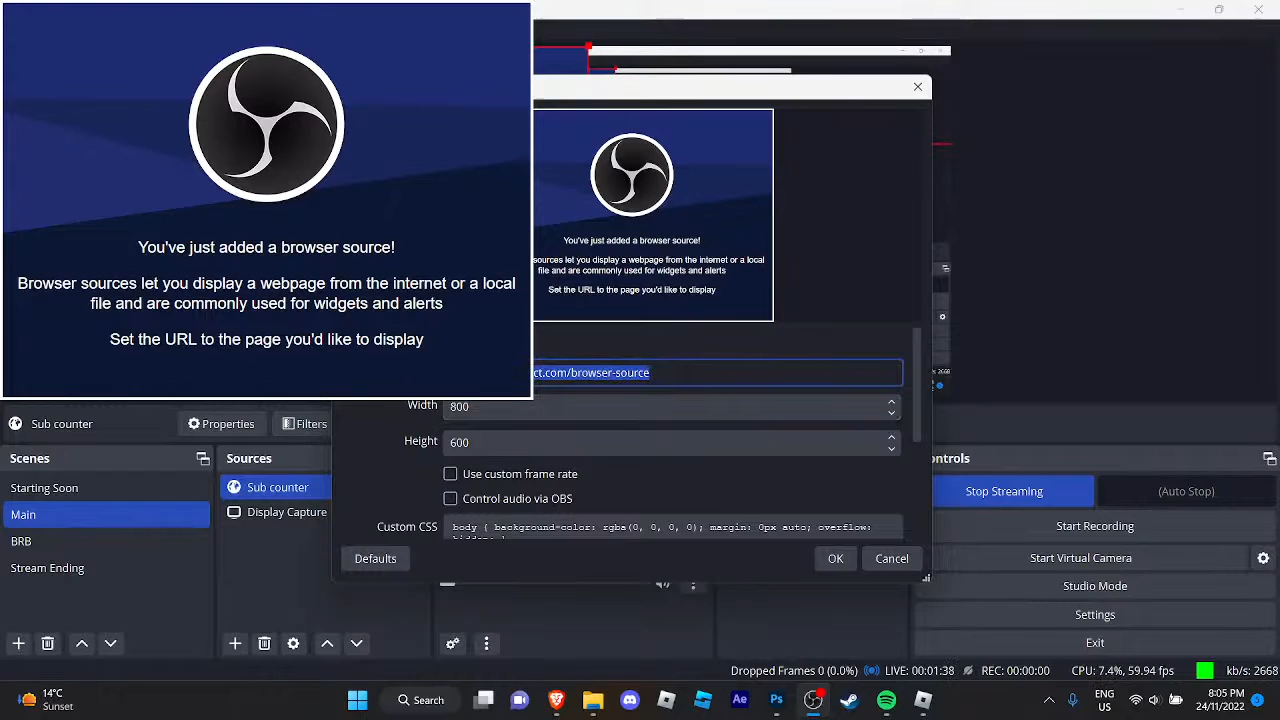 You've just added a browser source!
Browser sources let you display a webpage from the internet or a local
file and are commonly used for widgets and alerts
Set the URL to the page you'd like to display
You've just added a browser source!
sources let you display a webpage from the internet or a local
file and are commonly used for widgets and alerts
Set the URL to the page you'd like to display
ct.com/browser-source
Width 800
Height 600
Use custom frame rate
Control audio via OBS
Custom CSS body { background=color: rgba(0, 0, 0, 0); margin: 0px auto; overflow:
Defaults OK Cancel
Sub counter Properties Filters
Scenes Sources ontrols
Starting Soon
Main
BRB
Stream Ending
Sub counter
Display Capture
Stop Streaming (Auto Stop)
Start Recording
Start Virtual Camera
Studio Mode
Settings
Exit
Dropped Frames 0 (0.0%) LIVE: 00:01:38 REC: 00:00:00 CPU: 7.4%, 59.94 fps kb/s: 2668
14°C
Sunset
Search
Ae
Ps
ENG
US
8:05 PM
24/11/2022